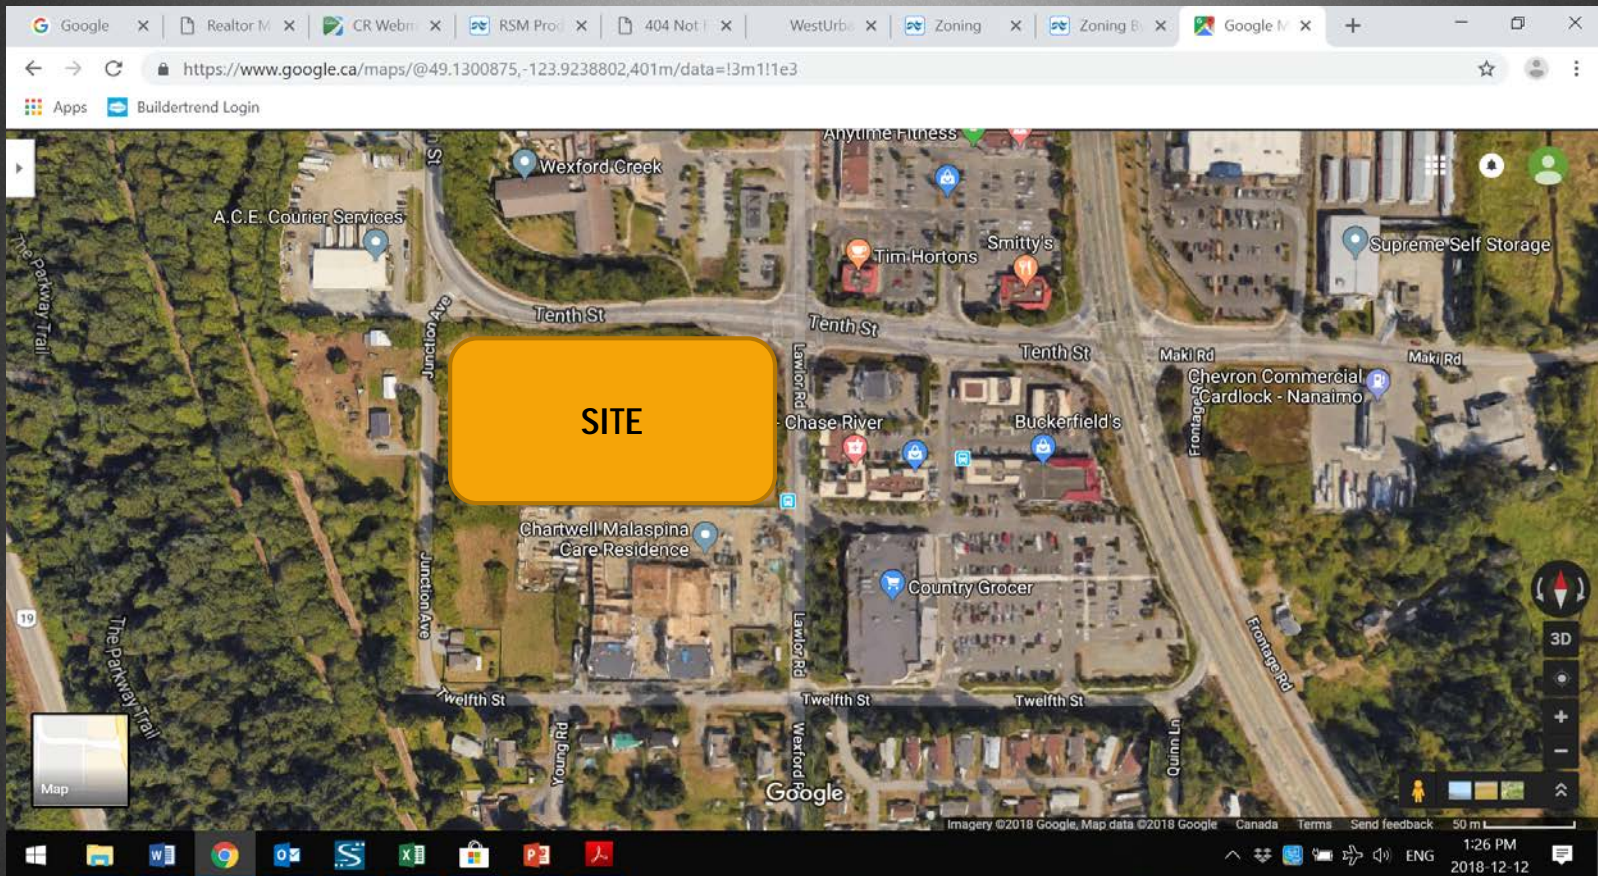 Google
Realtor M
CR Webm
RSM Prod
404 Not F
WestUrba
Zoning
Zoning B
Google M
https://www.google.ca/maps/@49.1300875,-123.9238802,401m/data=!3m1!1e3
Apps
Buildertrend Login
Anytime Fitness
Wexford Creek
A.C.E. Courier Services
Smitty's
Tim Hortons
Supreme Self Storage
The Parkway Trail
Junction Ave
Tenth St
Tenth St
Tenth St
Maki Rd
Maki Rd
Lawlor Rd
Chevron Commercial
Cardlock - Nanaimo
Frontage Rd
SITE
- Chase River
Buckerfield's
Chartwell Malaspina
Care Residence
Country Grocer
Junction Ave
Lawlor Rd
Frontage Rd
19
The Parkway Trail
3D
Twelfth St
Twelfth St
Twelfth St
Young Rd
Wexford R
Quinn Ln
Map
Google
Imagery ©2018 Google, Map data ©2018 Google Canada Terms Send feedback 50 m
ENG
1:26 PM
2018-12-12